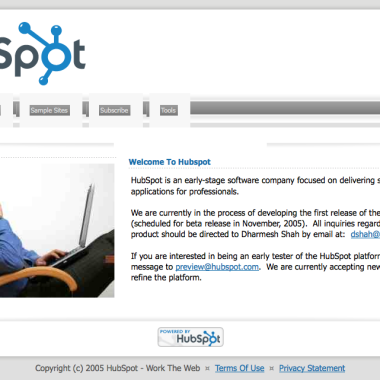 Spot
Sample Sites Subscribe Tools
Welcome To Hubspot
HubSpot is an early-stage software company focused on delivering
applications for professionals.
We are currently in the process of developing the first release of the
(scheduled for beta release in November, 2005).  All inquiries
product should be directed to Dharmesh Shah by email at:  dshah@
If you are interested in being an early tester of the HubSpot platform
message to preview@hubspot.com.  We are currently accepting new
refine the platform.
POWERED BY
HubSpot
Copyright (c) 2005 HubSpot - Work The Web ¤ Terms Of Use ¤ Privacy Statement